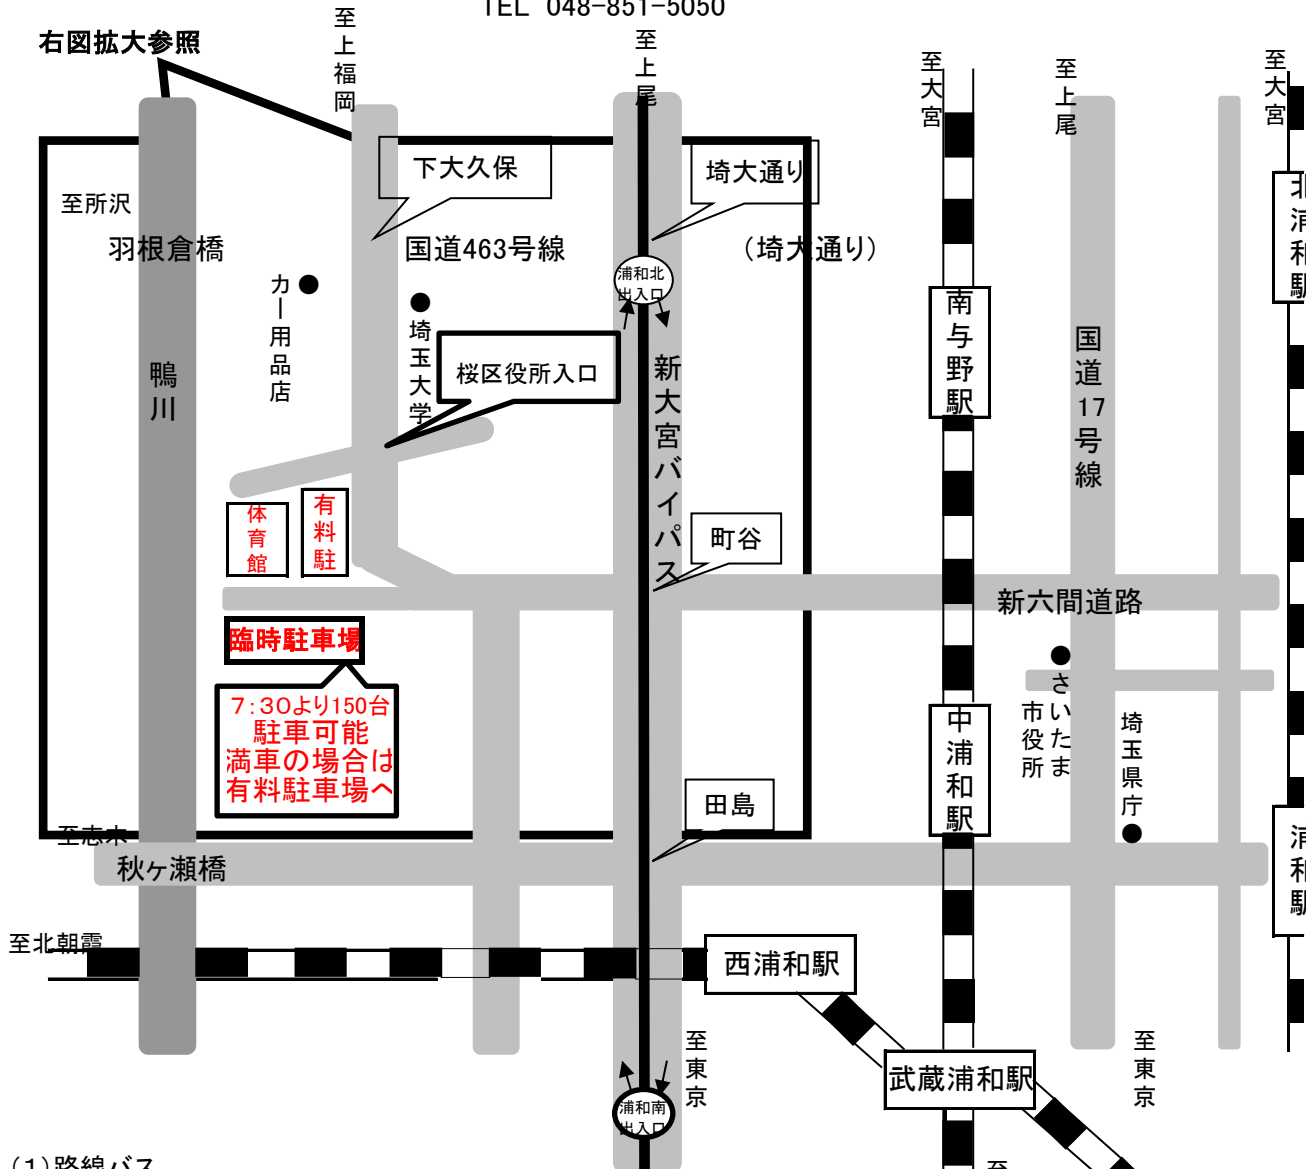 TEL 048-851-5050
右図拡大参照
至上福岡
至上尾
至大宮
至上尾
至大宮
下大久保
埼大通り
至所沢
羽根倉橋
国道463号線
（埼大通り）
北浦和駅
浦和北
出入口
カー用品店
埼玉大学
南与野駅
国道17号線
桜区役所入口
新大宮バイパス
鴨川
体育館
有料駐
町谷
新六間道路
臨時駐車場
7:30より150台
駐車可能
満車の場合は
有料駐車場へ
さいたま
市役所
中浦和駅
埼玉県庁
田島
至志木
秋ヶ瀬橋
浦和駅
至北朝霞
西浦和駅
至東京
至東京
武蔵浦和駅
浦和南
出入口
(1)路線バス
至